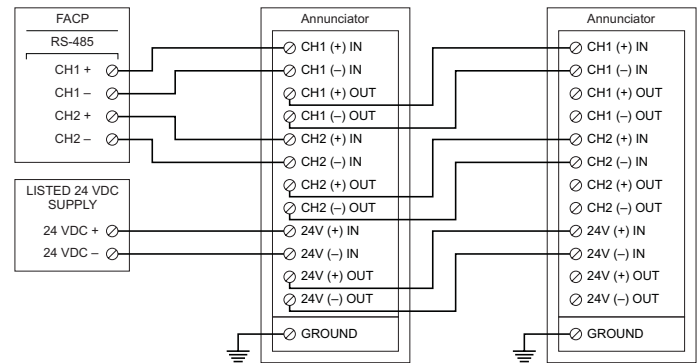 FACP
RS-485
CH1 +
CH1 –
CH2 +
CH2 –
LISTED 24 VDC
SUPPLY
24 VDC +
24 VDC –
Annunciator
CH1 (+) IN
CH1 (–) IN
CH1 (+) OUT
CH1 (–) OUT
CH2 (+) IN
CH2 (–) IN
CH2 (+) OUT
CH2 (–) OUT
24V (+) IN
24V (–) IN
24V (+) OUT
24V (–) OUT
GROUND
Annunciator
CH1 (+) IN
CH1 (–) IN
CH1 (+) OUT
CH1 (–) OUT
CH2 (+) IN
CH2 (–) IN
CH2 (+) OUT
CH2 (–) OUT
24V (+) IN
24V (–) IN
24V (+) OUT
24V (–) OUT
GROUND